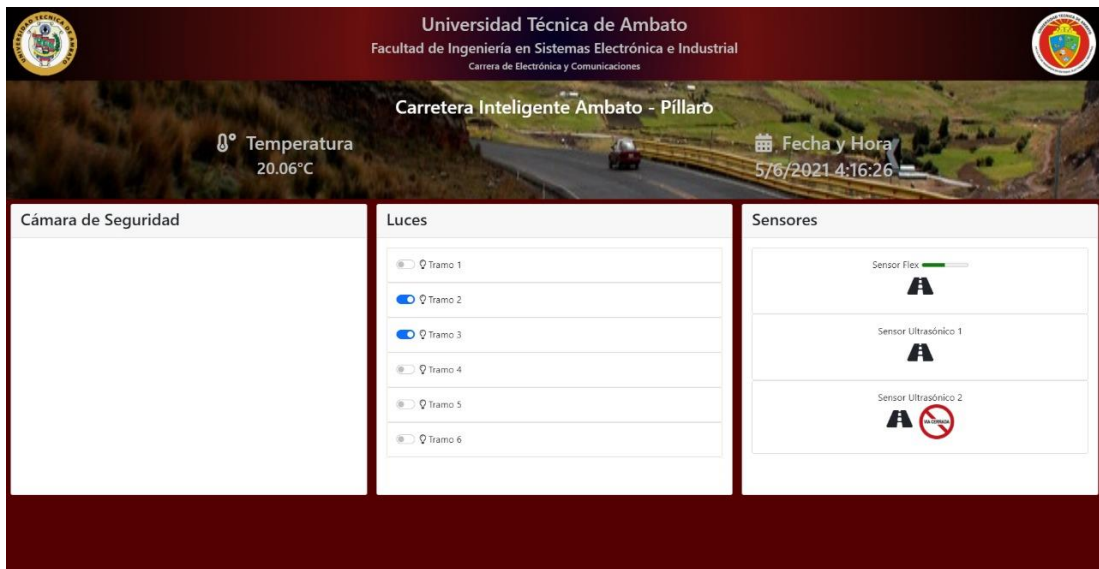 Universidad Técnica de Ambato
Facultad de Ingeniería en Sistemas Electrónica e Industrial
Carrera de Electrónica y Comunicaciones
Carretera Inteligente Ambato - Píllaro
Temperatura
20.06°C
Fecha y Hora
5/6/2021 4:16:26
Cámara de Seguridad
Luces
Tramo 1
Tramo 2
Tramo 3
Tramo 4
Tramo 5
Tramo 6
Sensores
Sensor Flex
Sensor Ultrasónico 1
Sensor Ultrasónico 2
VIA CERRADA